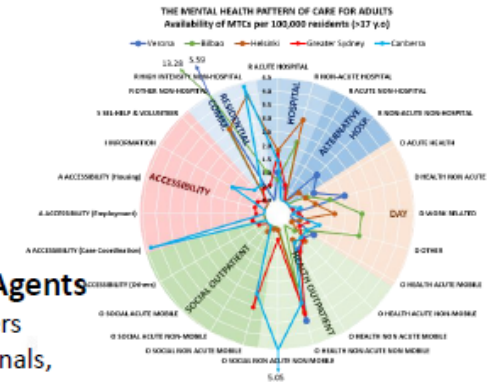 THE MENTAL HEALTH PATTERN OF CARE FOR ADULTS
Availability of MTCs per 100,000 residents (>17 y.o)
Verona Bilbao Helsinki Greater Sydney Canberra
13.28 5.59
R ACUTE HOSPITAL
R HIGH INTENSITY NON-HOSPITAL
R NON-ACUTE HOSPITAL
R OTHER NON-HOSPITAL
R ACUTE NON-HOSPITAL
S SELF-HELP & VOLUNTEER
R NON-ACUTE NON-HOSPITAL
I INFORMATION
D ACUTE HEALTH
A ACCESSIBILITY (Housing)
D HEALTH NON ACUTE
A ACCESSIBILITY (Employment)
D WORK RELATED
A ACCESSIBILITY (Case Coordination)
D OTHER
ACCESSIBILITY (Others)
O HEALTH ACUTE MOBILE
O SOCIAL ACUTE MOBILE
O HEALTH ACUTE NON-MOBILE
O SOCIAL ACUTE NON-MOBILE
O HEALTH NON ACUTE MOBILE
O SOCIAL NON ACUTE MOBILE
O HEALTH NON-ACUTE NON MOBILE
O SOCIAL NON ACUTE NON MOBILE
5.05
RESIDENTIAL
HOSPITAL
ALTERNATIVE
HOSP.
ACCESSIBILITY
DAY
SOCIAL OUTPATIENT
HEALTH OUTPATIENT
Agents
rs
nals,